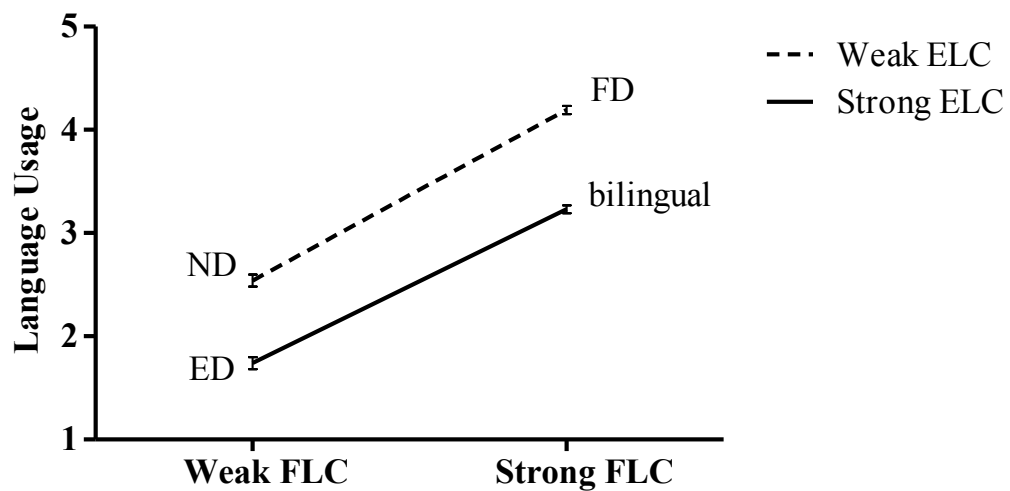 5
4
3
2
1
Language Usage
ND
ED
FD
bilingual
Weak FLC
Strong FLC
Weak ELC
Strong ELC